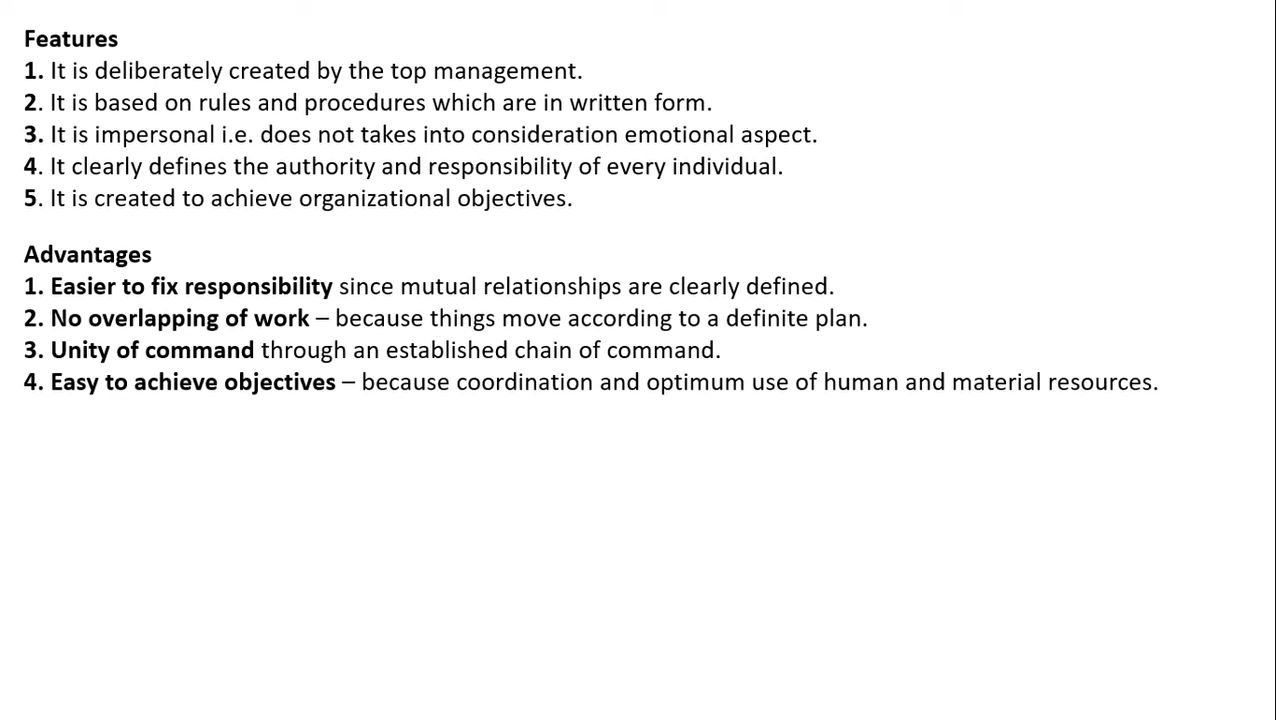 Features
1. It is deliberately created by the top management.
2. It is based on rules and procedures which are in written form.
3. It is impersonal i.e. does not takes into consideration emotional aspect.
4. It clearly defines the authority and responsibility of every individual.
5. It is created to achieve organizational objectives.
Advantages
1. Easier to fix responsibility since mutual relationships are clearly defined.
2. No overlapping of work – because things move according to a definite plan.
3. Unity of command through an established chain of command.
4. Easy to achieve objectives – because coordination and optimum use of human and material resources.